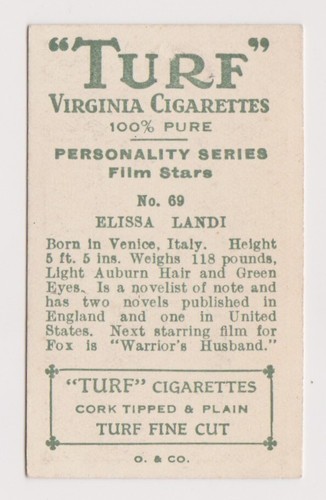 "TURF"
VIRGINIA CIGARETTES
100% PURE
PERSONALITY SERIES
Film Stars
No. 69
ELISSA LANDI
Born in Venice, Italy. Height
5 ft. 5 ins. Weighs 118 pounds,
Light Auburn Hair and Green
Eyes. Is a novelist of note and
has two novels published in
England and one in United
States. Next starring film for
Fox is "Warrior's Husband."
"TURF" CIGARETTES
CORK TIPPED & PLAIN
TURF FINE CUT
O. & CO.